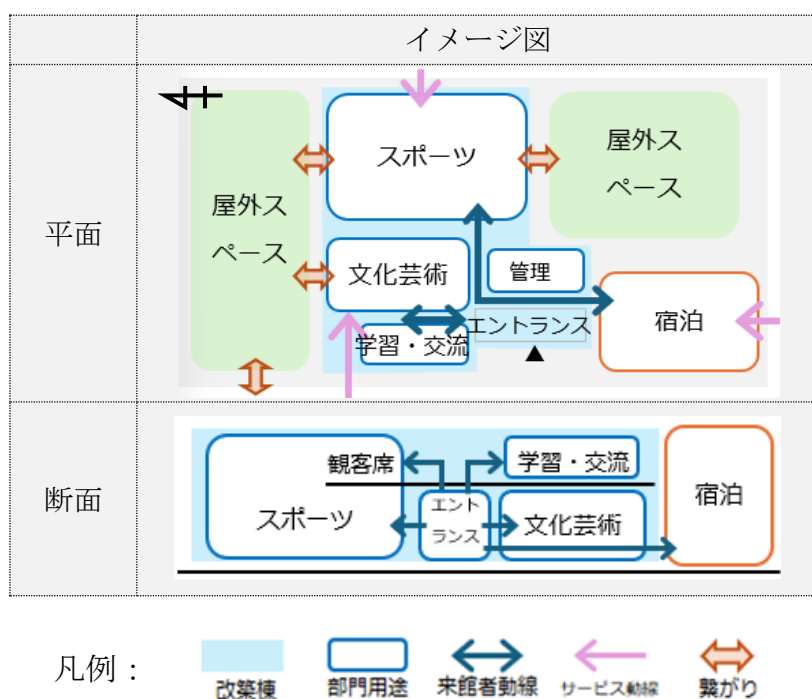 イメージ図
平面
スポーツ
屋外ス
ペース
屋外ス
ペース
文化芸術
管理
エントランス
学習・交流
宿泊
▲
断面
観客席
学習・交流
スポーツ
エント
ランス
文化芸術
宿泊
凡例：
改築棟
部門用途
来館者動線
サービス動線
繋がり